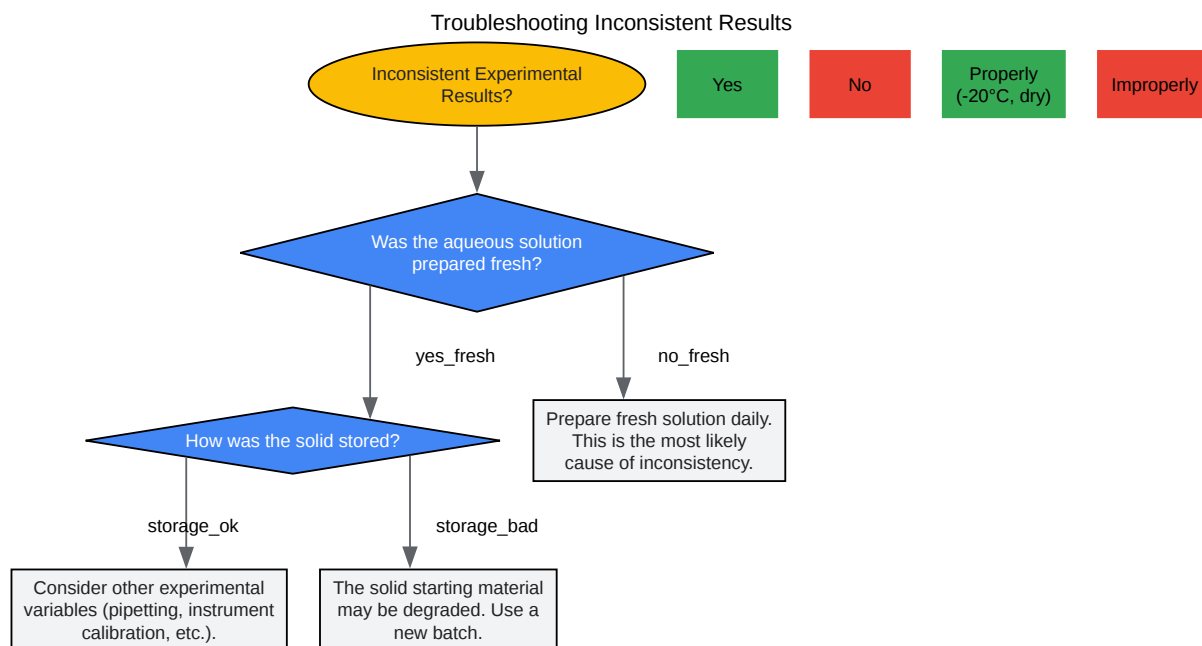 Troubleshooting Inconsistent Results
Inconsistent Experimental
Results?
Yes
No
Properly
(-20°C, dry)
Improperly
Was the aqueous solution
prepared fresh?
yes_fresh
no_fresh
How was the solid stored?
Prepare fresh solution daily.
This is the most likely
cause of inconsistency.
storage_ok
storage_bad
Consider other experimental
variables (pipetting, instrument
calibration, etc.).
The solid starting material
may be degraded. Use a
new batch.